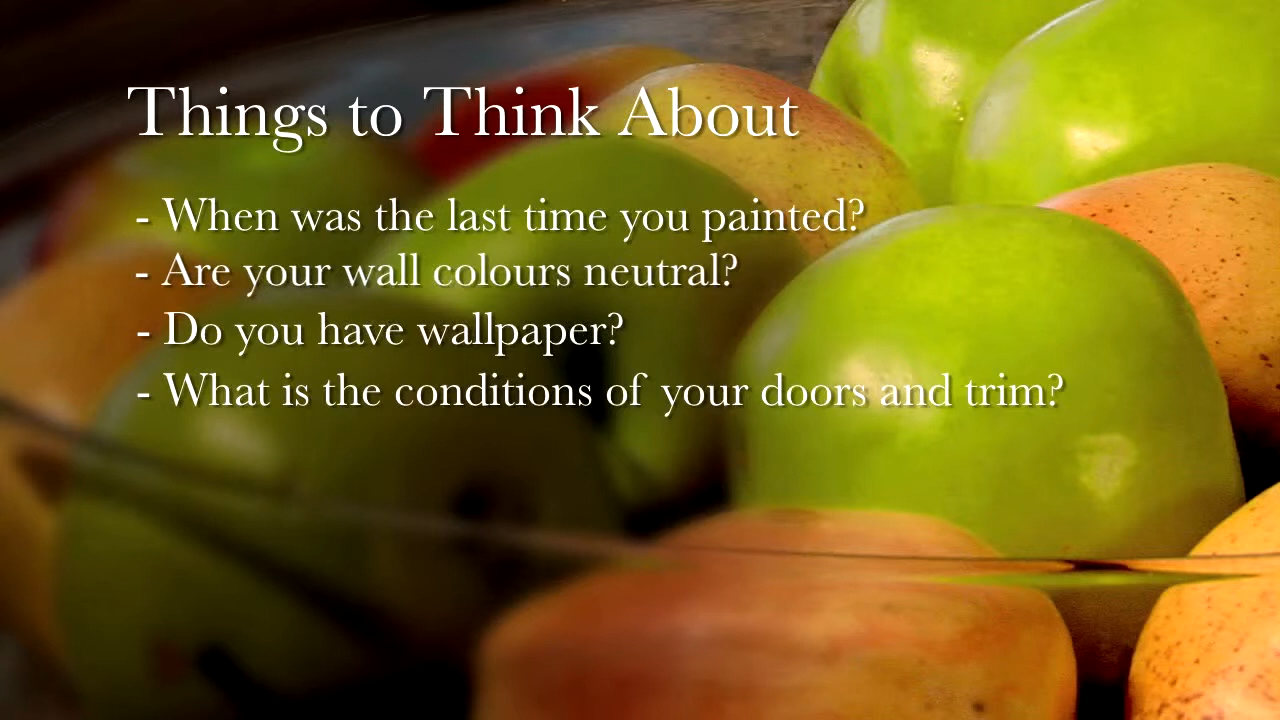 Things to Think About
- When was the last time you painted?
- Are your wall colours neutral?
- Do you have wallpaper?
- What is the conditions of your doors and trim?